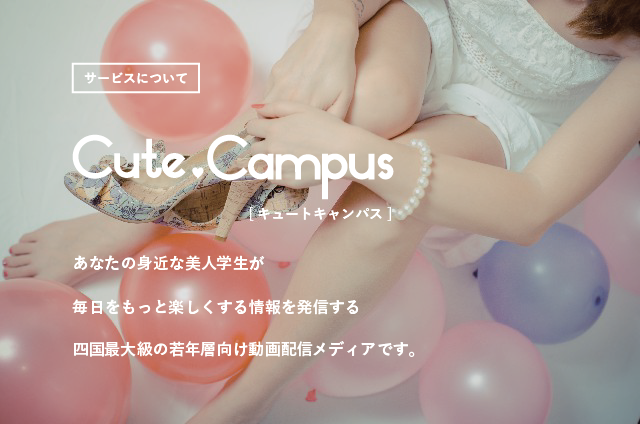 サービスについて
Cute.Campus
[ キュートキャンパス ]
あなたの身近な美人学生が
毎日をもっと楽しくする情報を発信する
四国最大級の若年層向け動画配信メディアです。